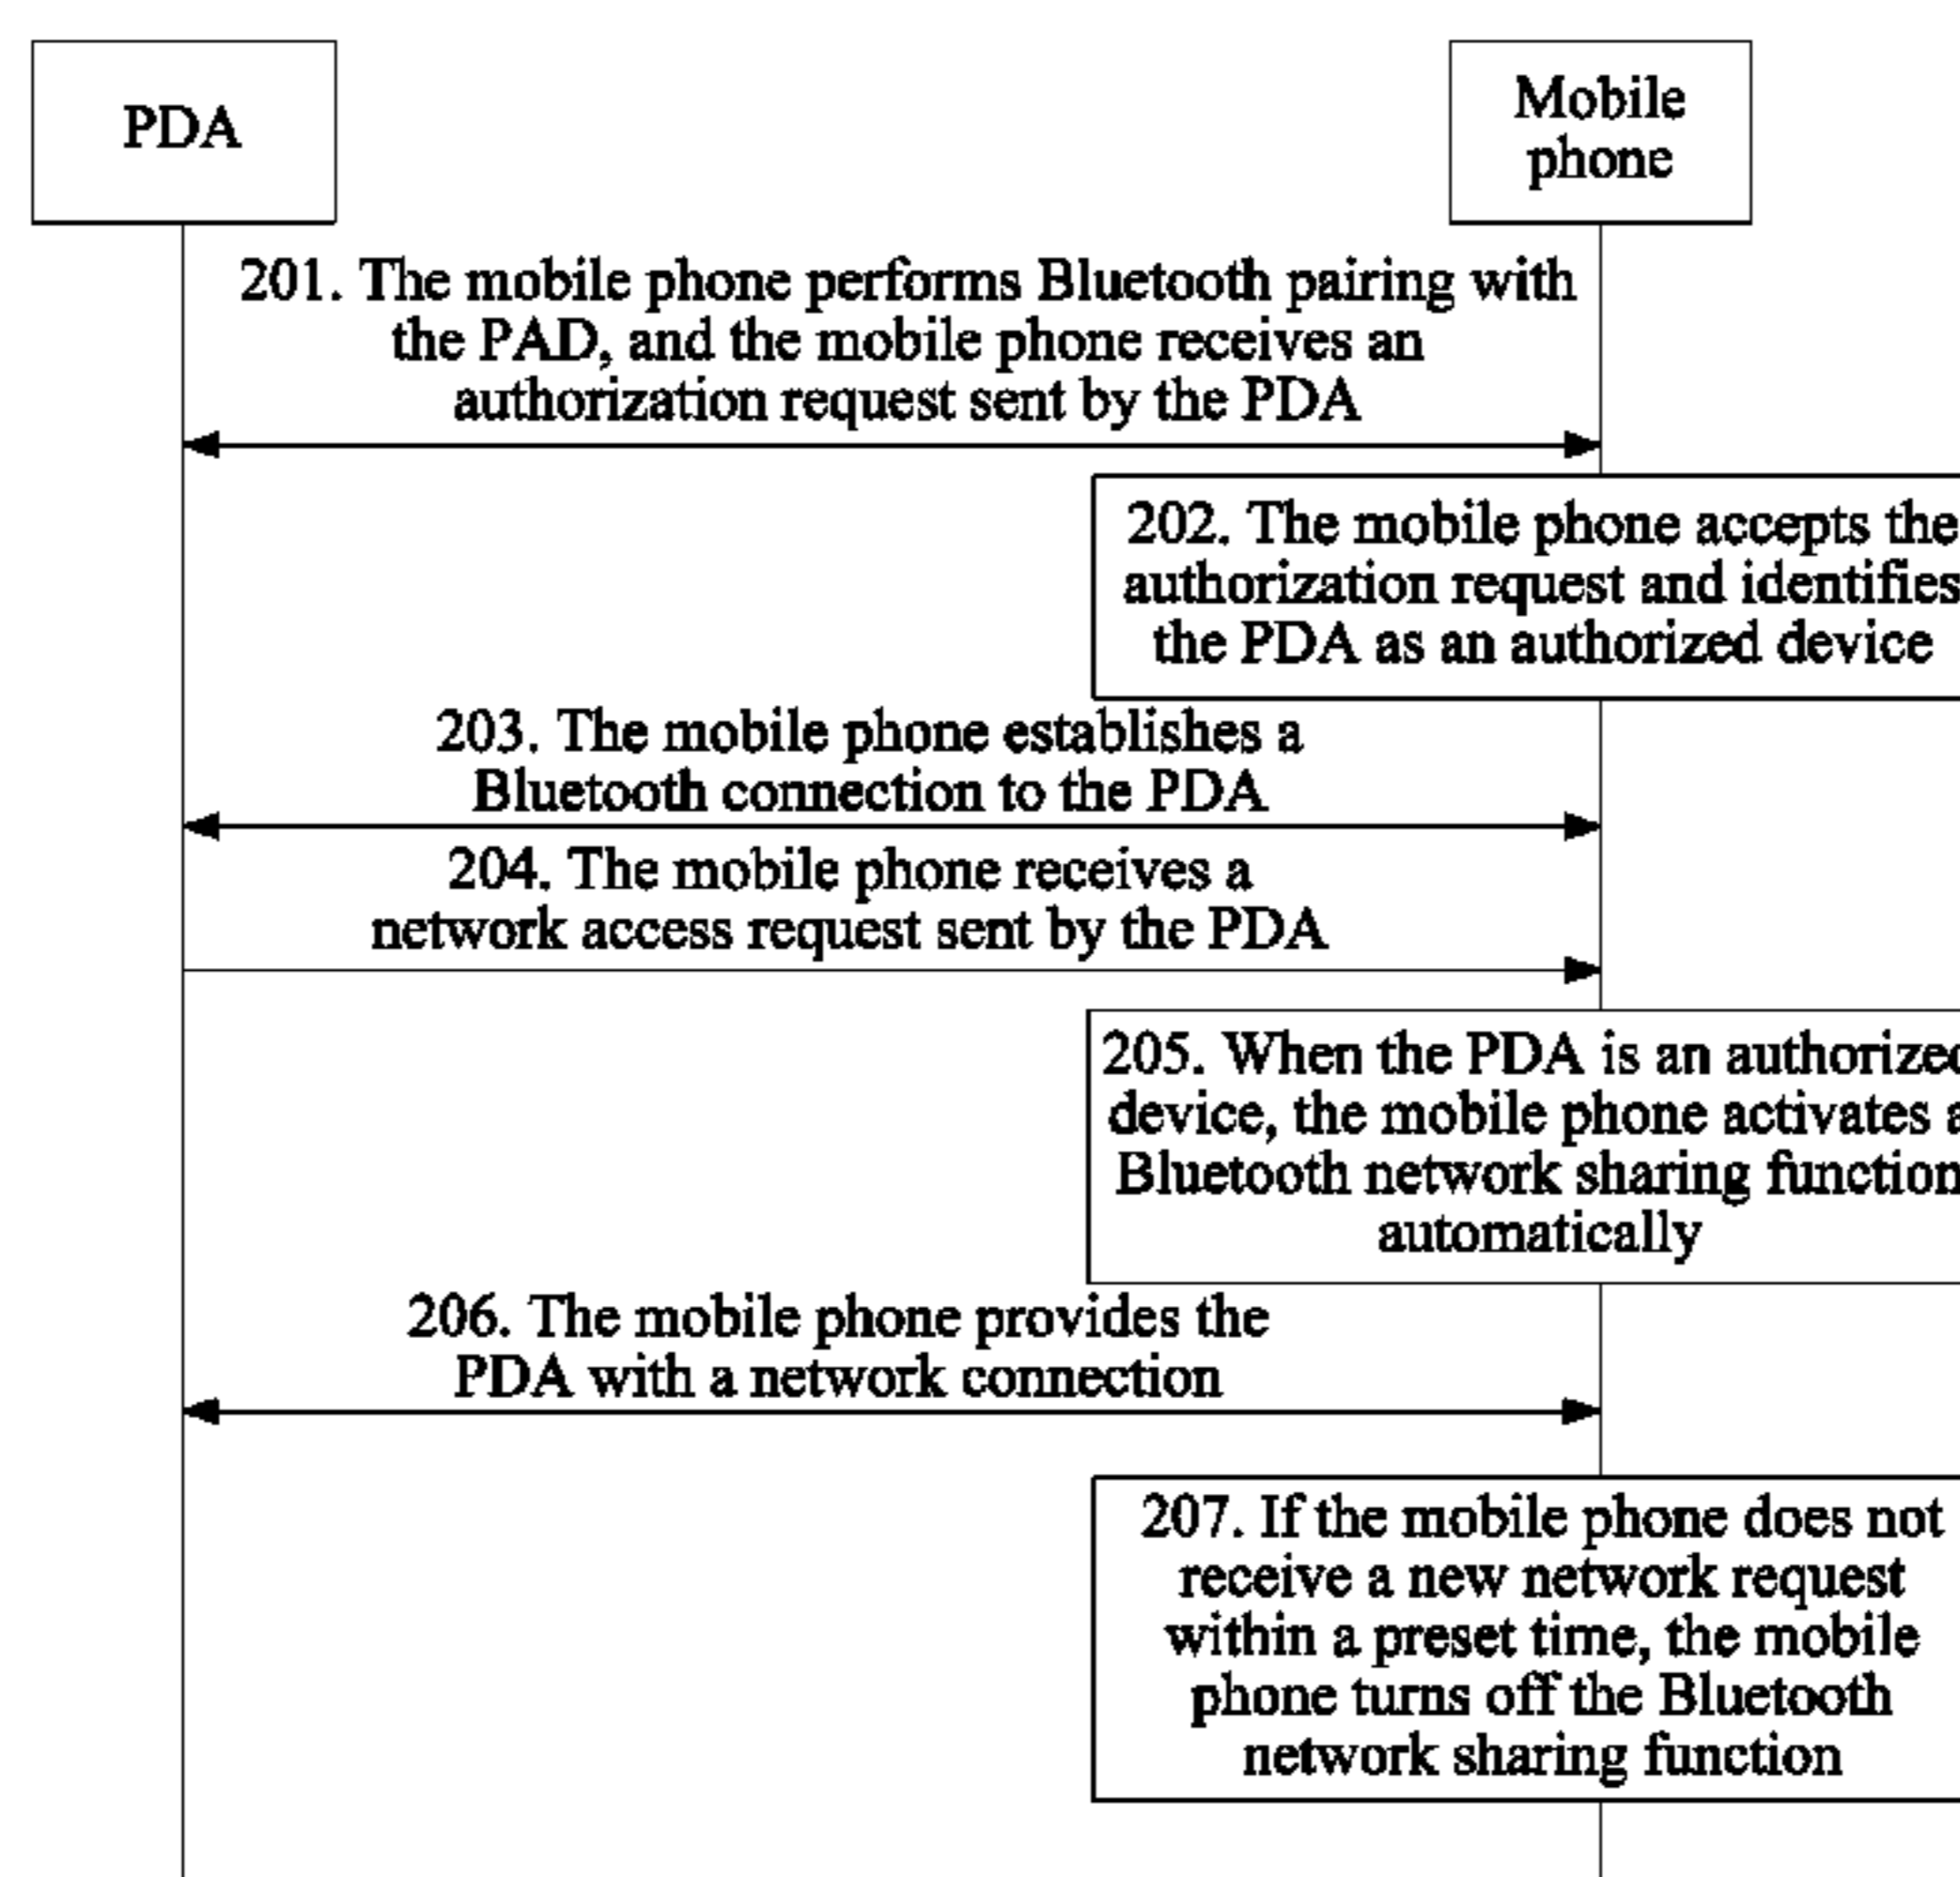 PDA
Mobile
phone
201. The mobile phone performs Bluetooth pairing with
the PAD, and the mobile phone receives an
authorization request sent by the PDA
202. The mobile phone accepts the
authorization request and identifies
the PDA as an authorized device
203. The mobile phone establishes a
Bluetooth connection to the PDA
204. The mobile phone receives a
network access request sent by the PDA
205. When the PDA is an authorized
device, the mobile phone activates a
Bluetooth network sharing function
automatically
206. The mobile phone provides the
PDA with a network connection
207. If the mobile phone does not
receive a new network request
within a preset time, the mobile
phone turns off the Bluetooth
network sharing function